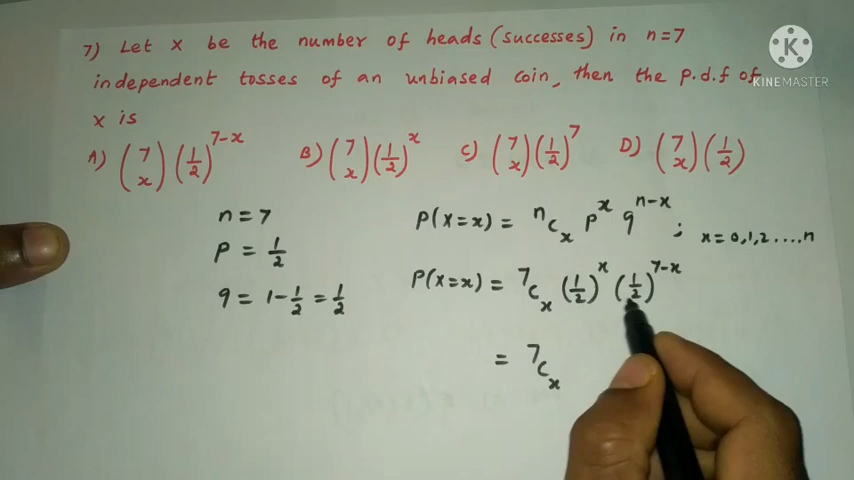 7) Let X be the number of heads (successes) in n=7
independent tosses of an unbiased coin, then the p.d.f of
X is
A) (7 x) (1/2)^(7-x) B) (7 x) (1/2)^x C) (7 x) (1/2)^7 D) (7 x) (1/2)
n = 7
p = 1/2
q = 1 - 1/2 = 1/2
P(X=x) = nCx p^x q^(n-x) ; x=0,1,2 ....n
P(X=x) = 7Cx (1/2)^x (1/2)^(7-x)
= 7Cx
K
KINEMASTER